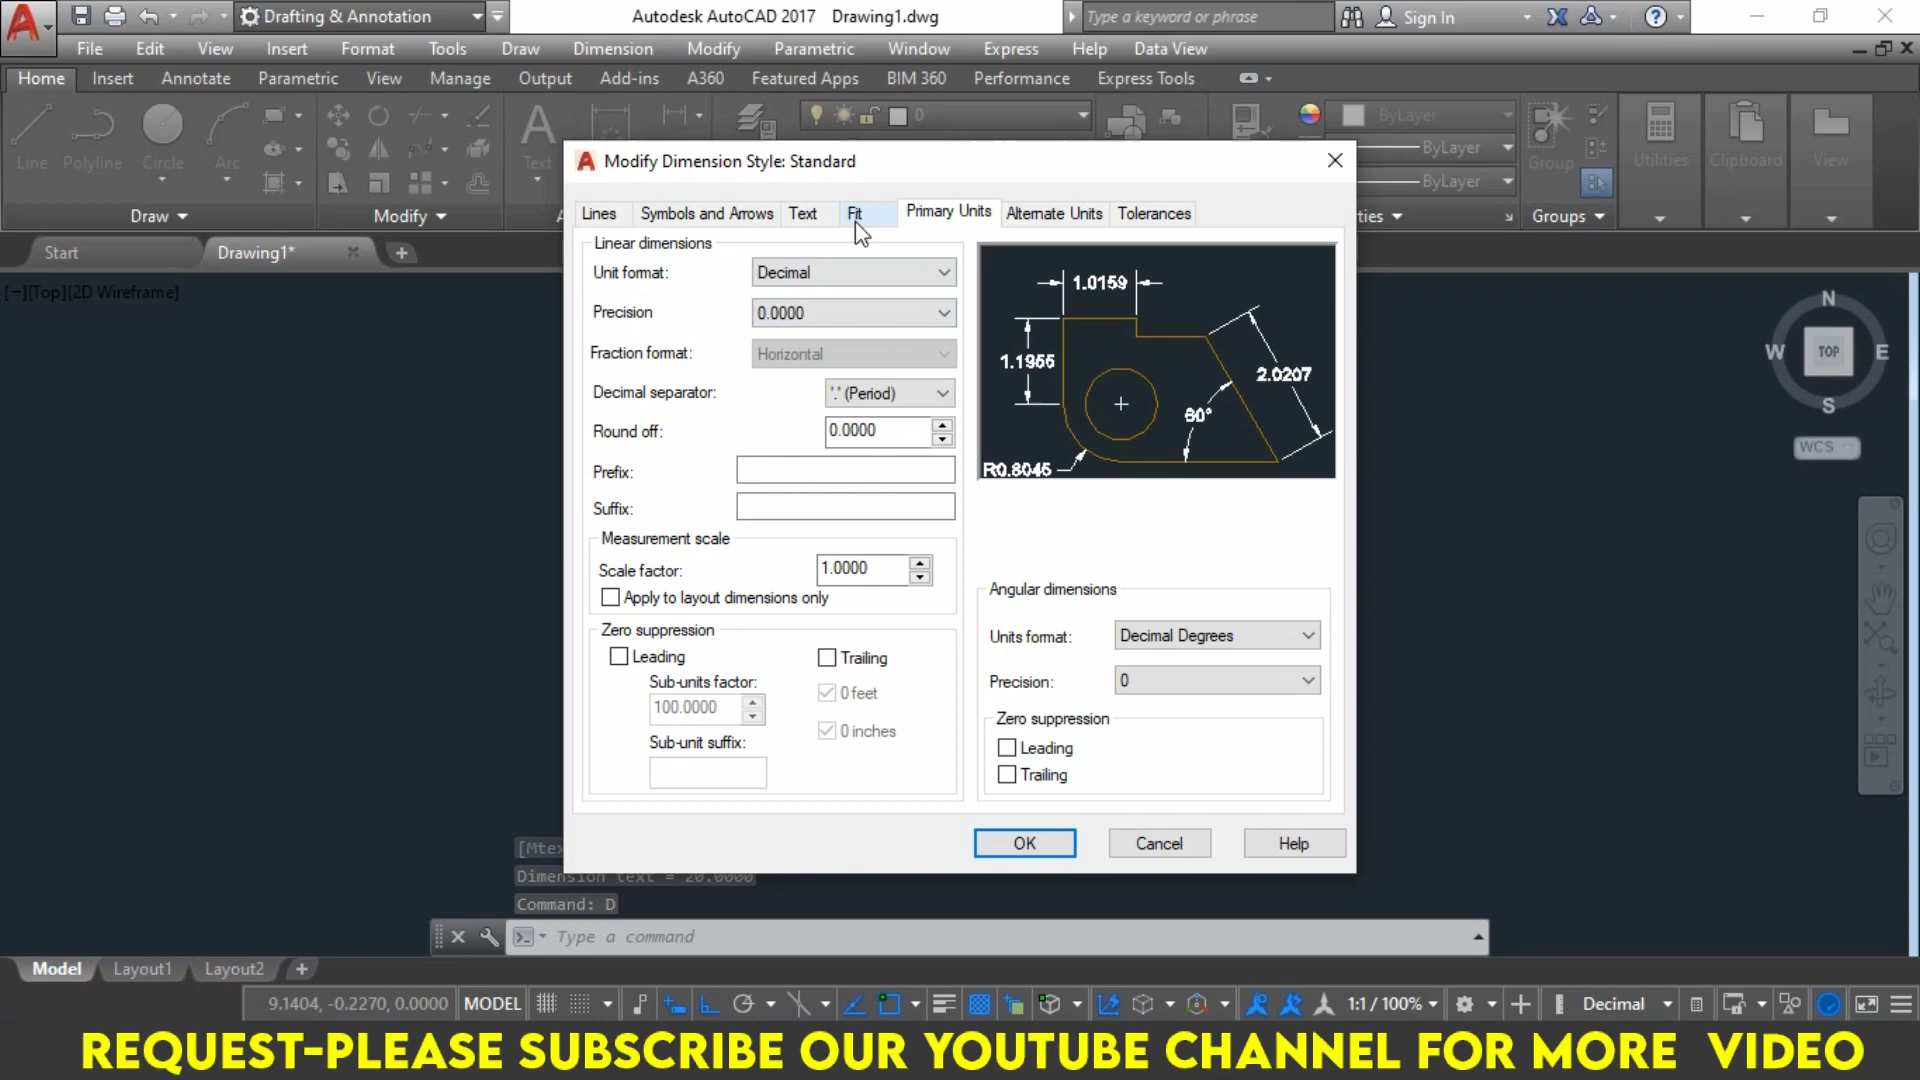 Drafting & Annotation
Autodesk AutoCAD 2017 Drawing1.dwg
Type a keyword or phrase
Sign In
File Edit View Insert Format Tools Draw Dimension Modify Parametric Window Express Help Data View
Home Insert Annotate Parametric View Manage Output Add-ins A360 Featured Apps BIM 360 Performance Express Tools
0
ByLayer
Line Polyline Circle Arc Text
ByLayer
Group Utilities Clipboard View
ByLayer
Draw Modify
ties Groups
Start Drawing1*
[−][Top][2D Wireframe]
Modify Dimension Style: Standard
Lines Symbols and Arrows Text Fit Primary Units Alternate Units Tolerances
Linear dimensions
Unit format: Decimal
Precision 0.0000
Fraction format: Horizontal
Decimal separator: '.' (Period)
Round off: 0.0000
Prefix:
Suffix:
Measurement scale
Scale factor: 1.0000
Apply to layout dimensions only
Zero suppression
Leading Trailing
Sub-units factor: 0 feet
100.0000
0 inches
Sub-unit suffix:
1.0159
1.1955
2.0207
60°
R0.8045
Angular dimensions
Units format: Decimal Degrees
Precision: 0
Zero suppression
Leading
Trailing
OK Cancel Help
N
W TOP E
S
WCS
[Mtex
Dimension text = 20.0000
Command: D
Type a command
Model Layout1 Layout2
9.1404, -0.2270, 0.0000 MODEL 1:1 / 100% Decimal
REQUEST-PLEASE SUBSCRIBE OUR YOUTUBE CHANNEL FOR MORE VIDEO